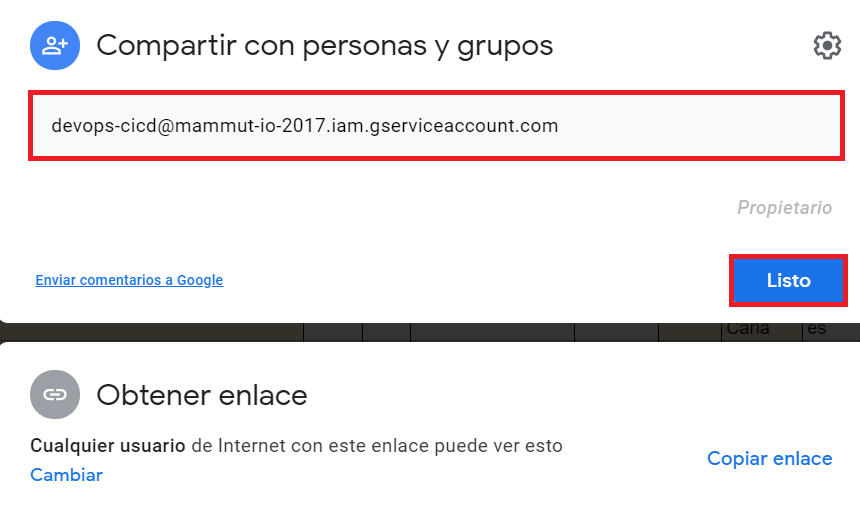 Compartir con personas y grupos
devops-cicd@mammut-io-2017.iam.gserviceaccount.com
Propietario
Enviar comentarios a Google
Listo
Carla es
Obtener enlace
Cualquier usuario de Internet con este enlace puede ver esto
Copiar enlace
Cambiar